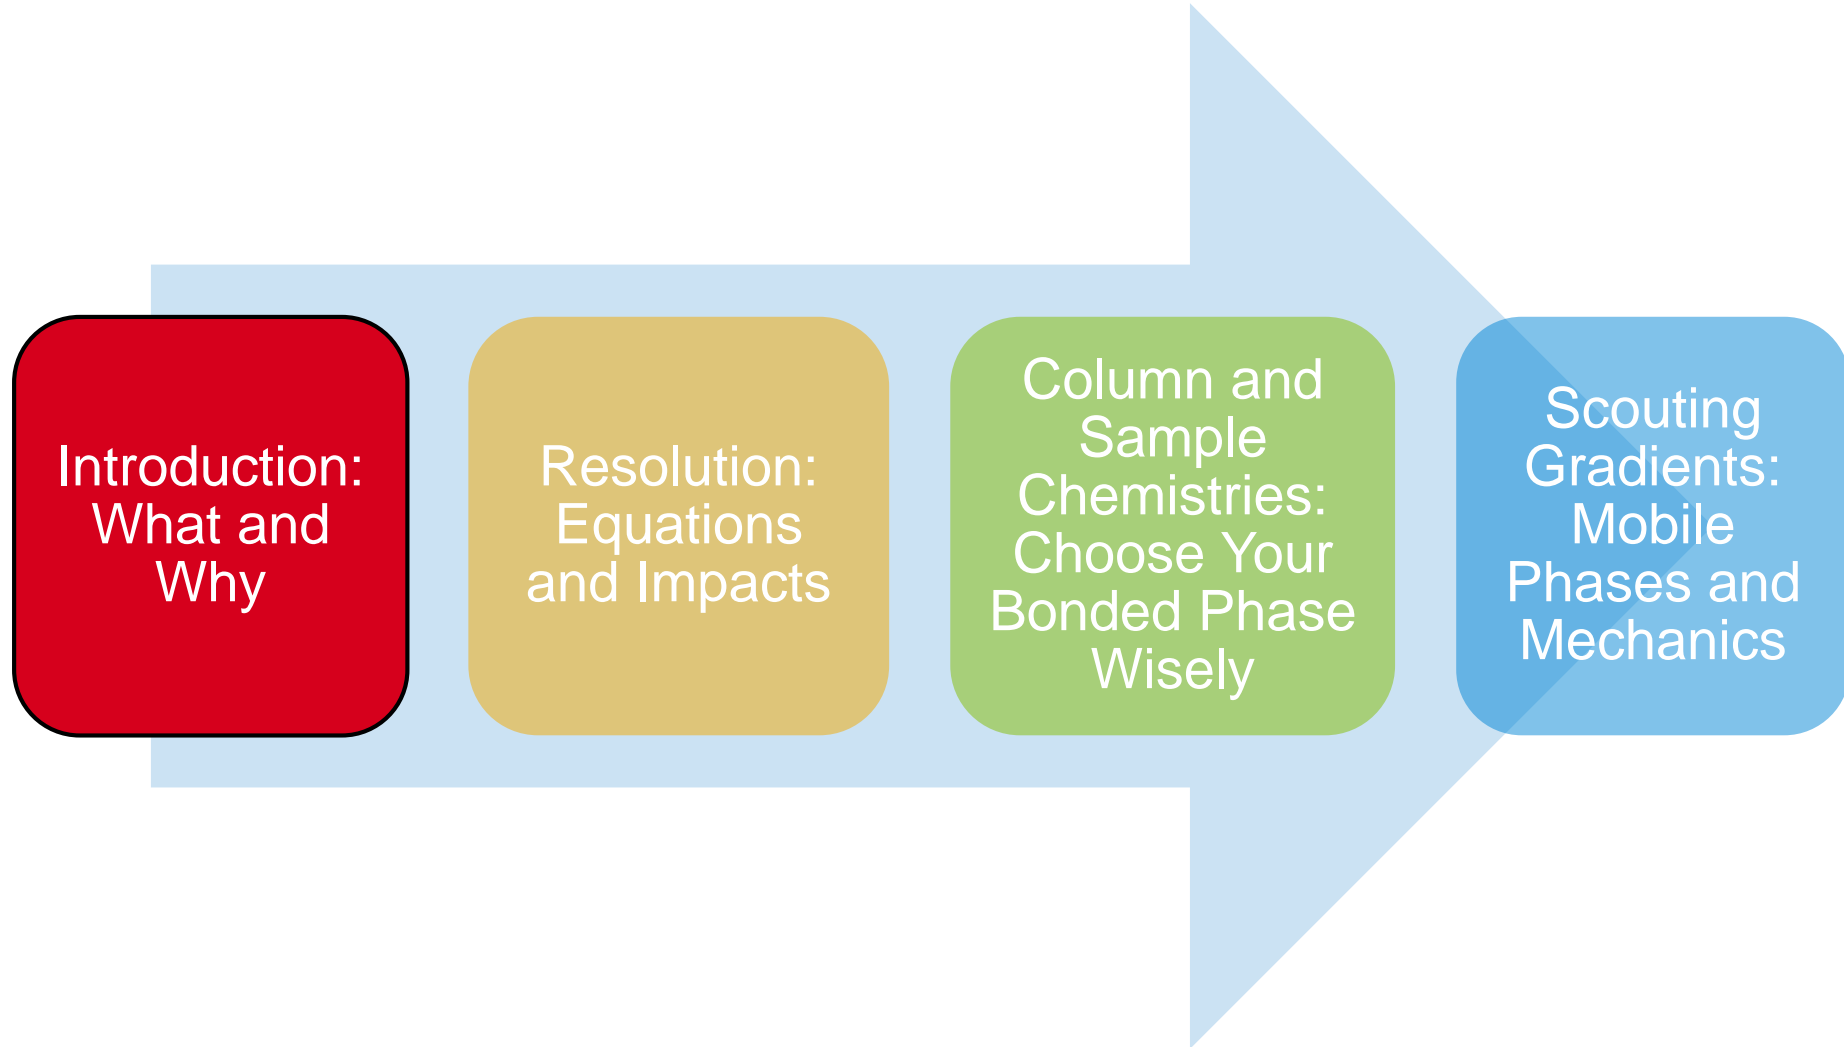 Introduction:
What and
Why
Resolution:
Equations
and Impacts
Column and
Sample
Chemistries:
Choose Your
Bonded Phase
Wisely
Scouting
Gradients:
Mobile
Phases and
Mechanics